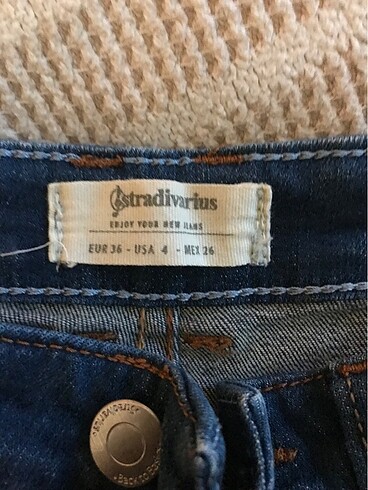 stradivarius
ENJOY YOUR NEW JEANS
EUR 36 - USA 4 - MEX 26